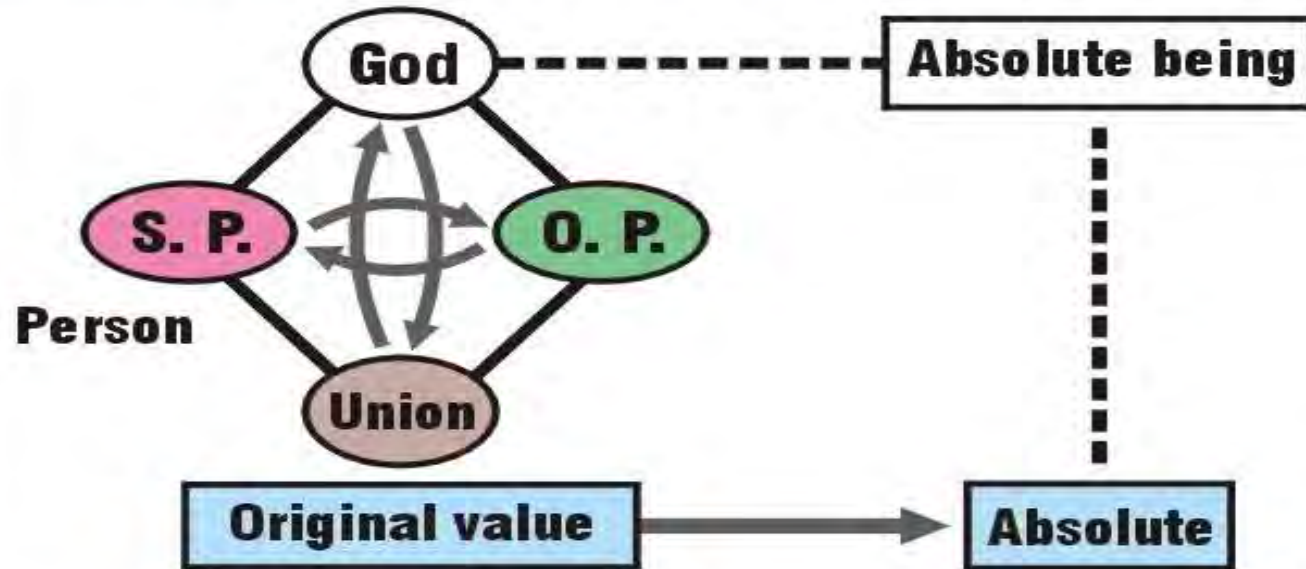 God
Absolute being
S. P.
O. P.
Person
Union
Original value
Absolute